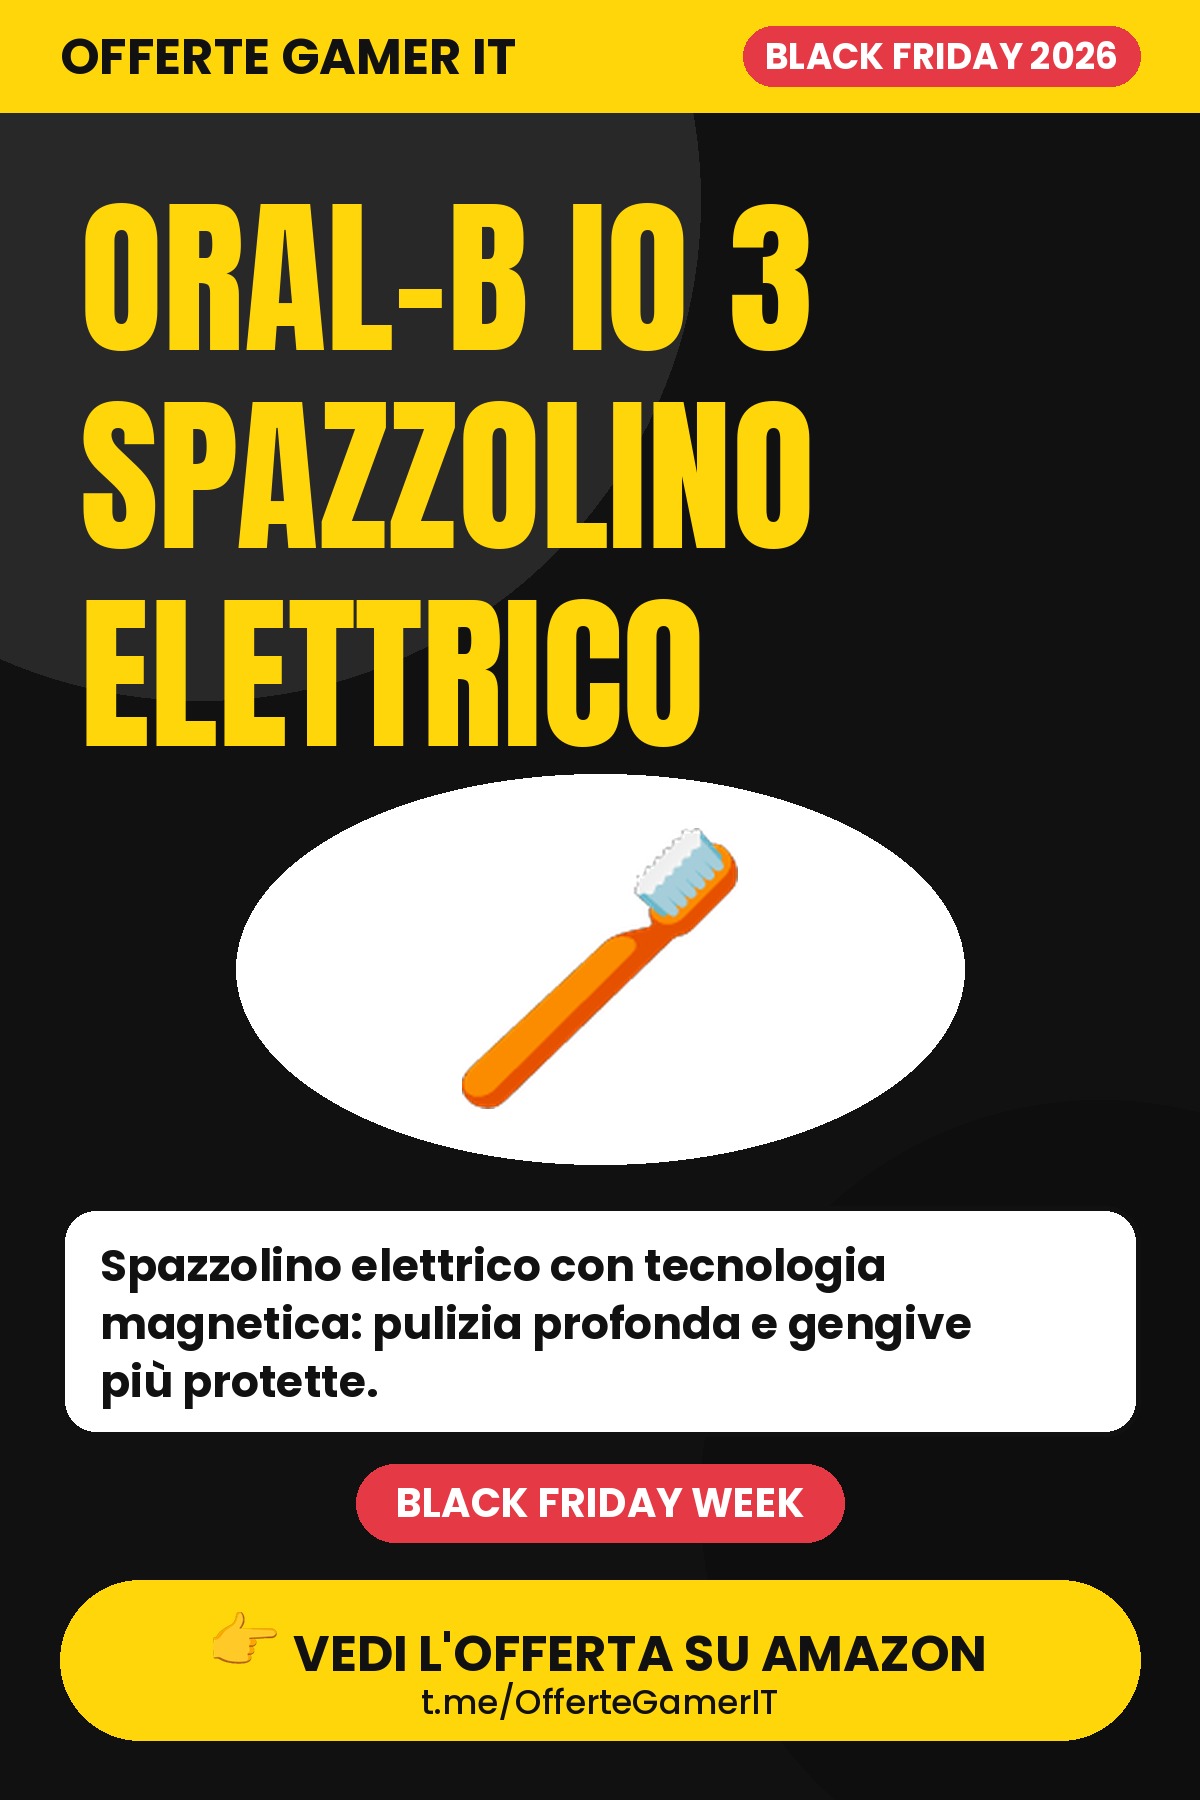 OFFERTE GAMER IT
BLACK FRIDAY 2026
ORAL-B IO 3
SPAZZOLINO
ELETTRICO
Spazzolino elettrico con tecnologia
magnetica: pulizia profonda e gengive
più protette.
BLACK FRIDAY WEEK
👉 VEDI L'OFFERTA SU AMAZON
t.me/OfferteGamerIT